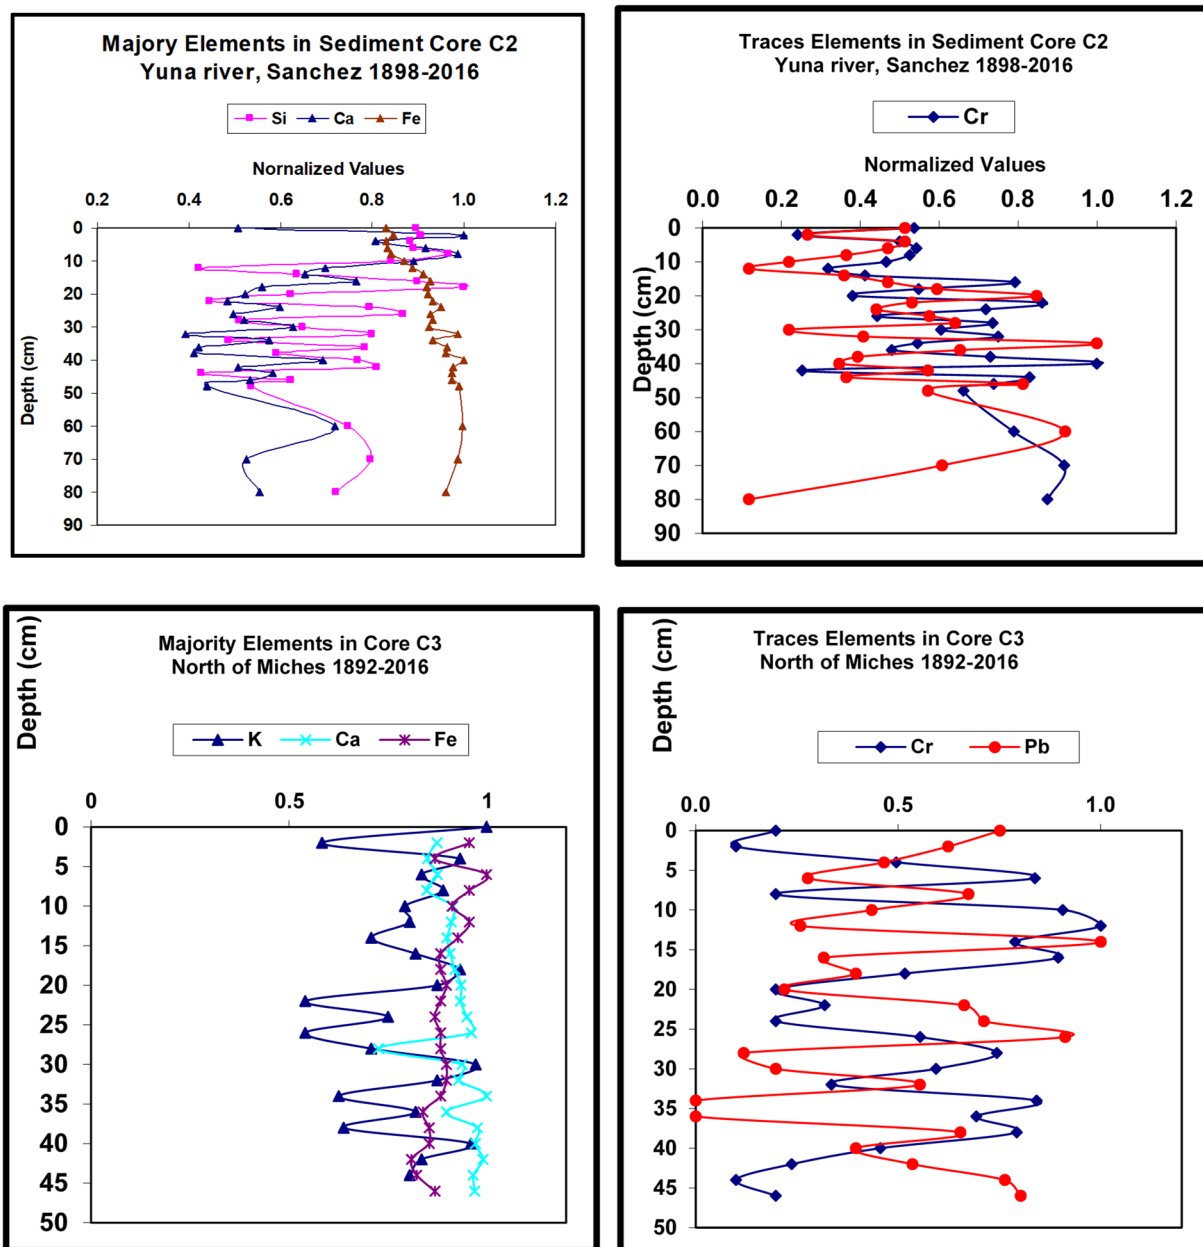 Majory Elements in Sediment Core C2
Yuna river, Sanchez 1898-2016
Si Ca Fe
Nornalized Values
0.2 0.4 0.6 0.8 1.0 1.2
0
10
20
30
40
50
60
70
80
90
Depth (cm)
Traces Elements in Sediment Core C2
Yuna river, Sanchez 1898-2016
Cr
Normalized Values
0.0 0.2 0.4 0.6 0.8 1.0 1.2
0
10
20
30
40
50
60
70
80
90
Depth (cm)
Majority Elements in Core C3
North of Miches 1892-2016
Depth (cm)
K Ca Fe
0 0.5 1
0
5
10
15
20
25
30
35
40
45
50
Traces Elements in Core C3
North of Miches 1892-2016
Depth (cm)
Cr Pb
0.0 0.5 1.0
0
5
10
15
20
25
30
35
40
45
50